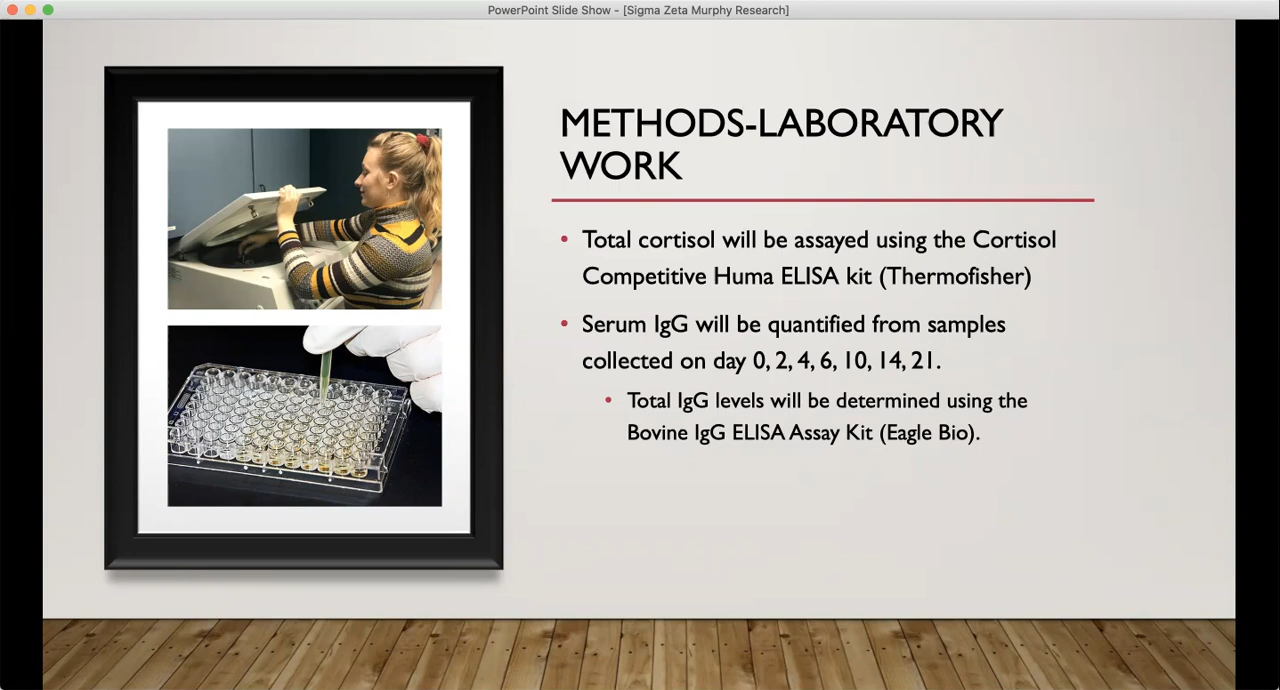 PowerPoint Slide Show - [Sigma Zeta Murphy Research]
METHODS-LABORATORY
WORK
• Total cortisol will be assayed using the Cortisol
Competitive Huma ELISA kit (Thermofisher)
• Serum IgG will be quantified from samples
collected on day 0, 2, 4, 6, 10, 14, 21.
• Total IgG levels will be determined using the
Bovine IgG ELISA Assay Kit (Eagle Bio).